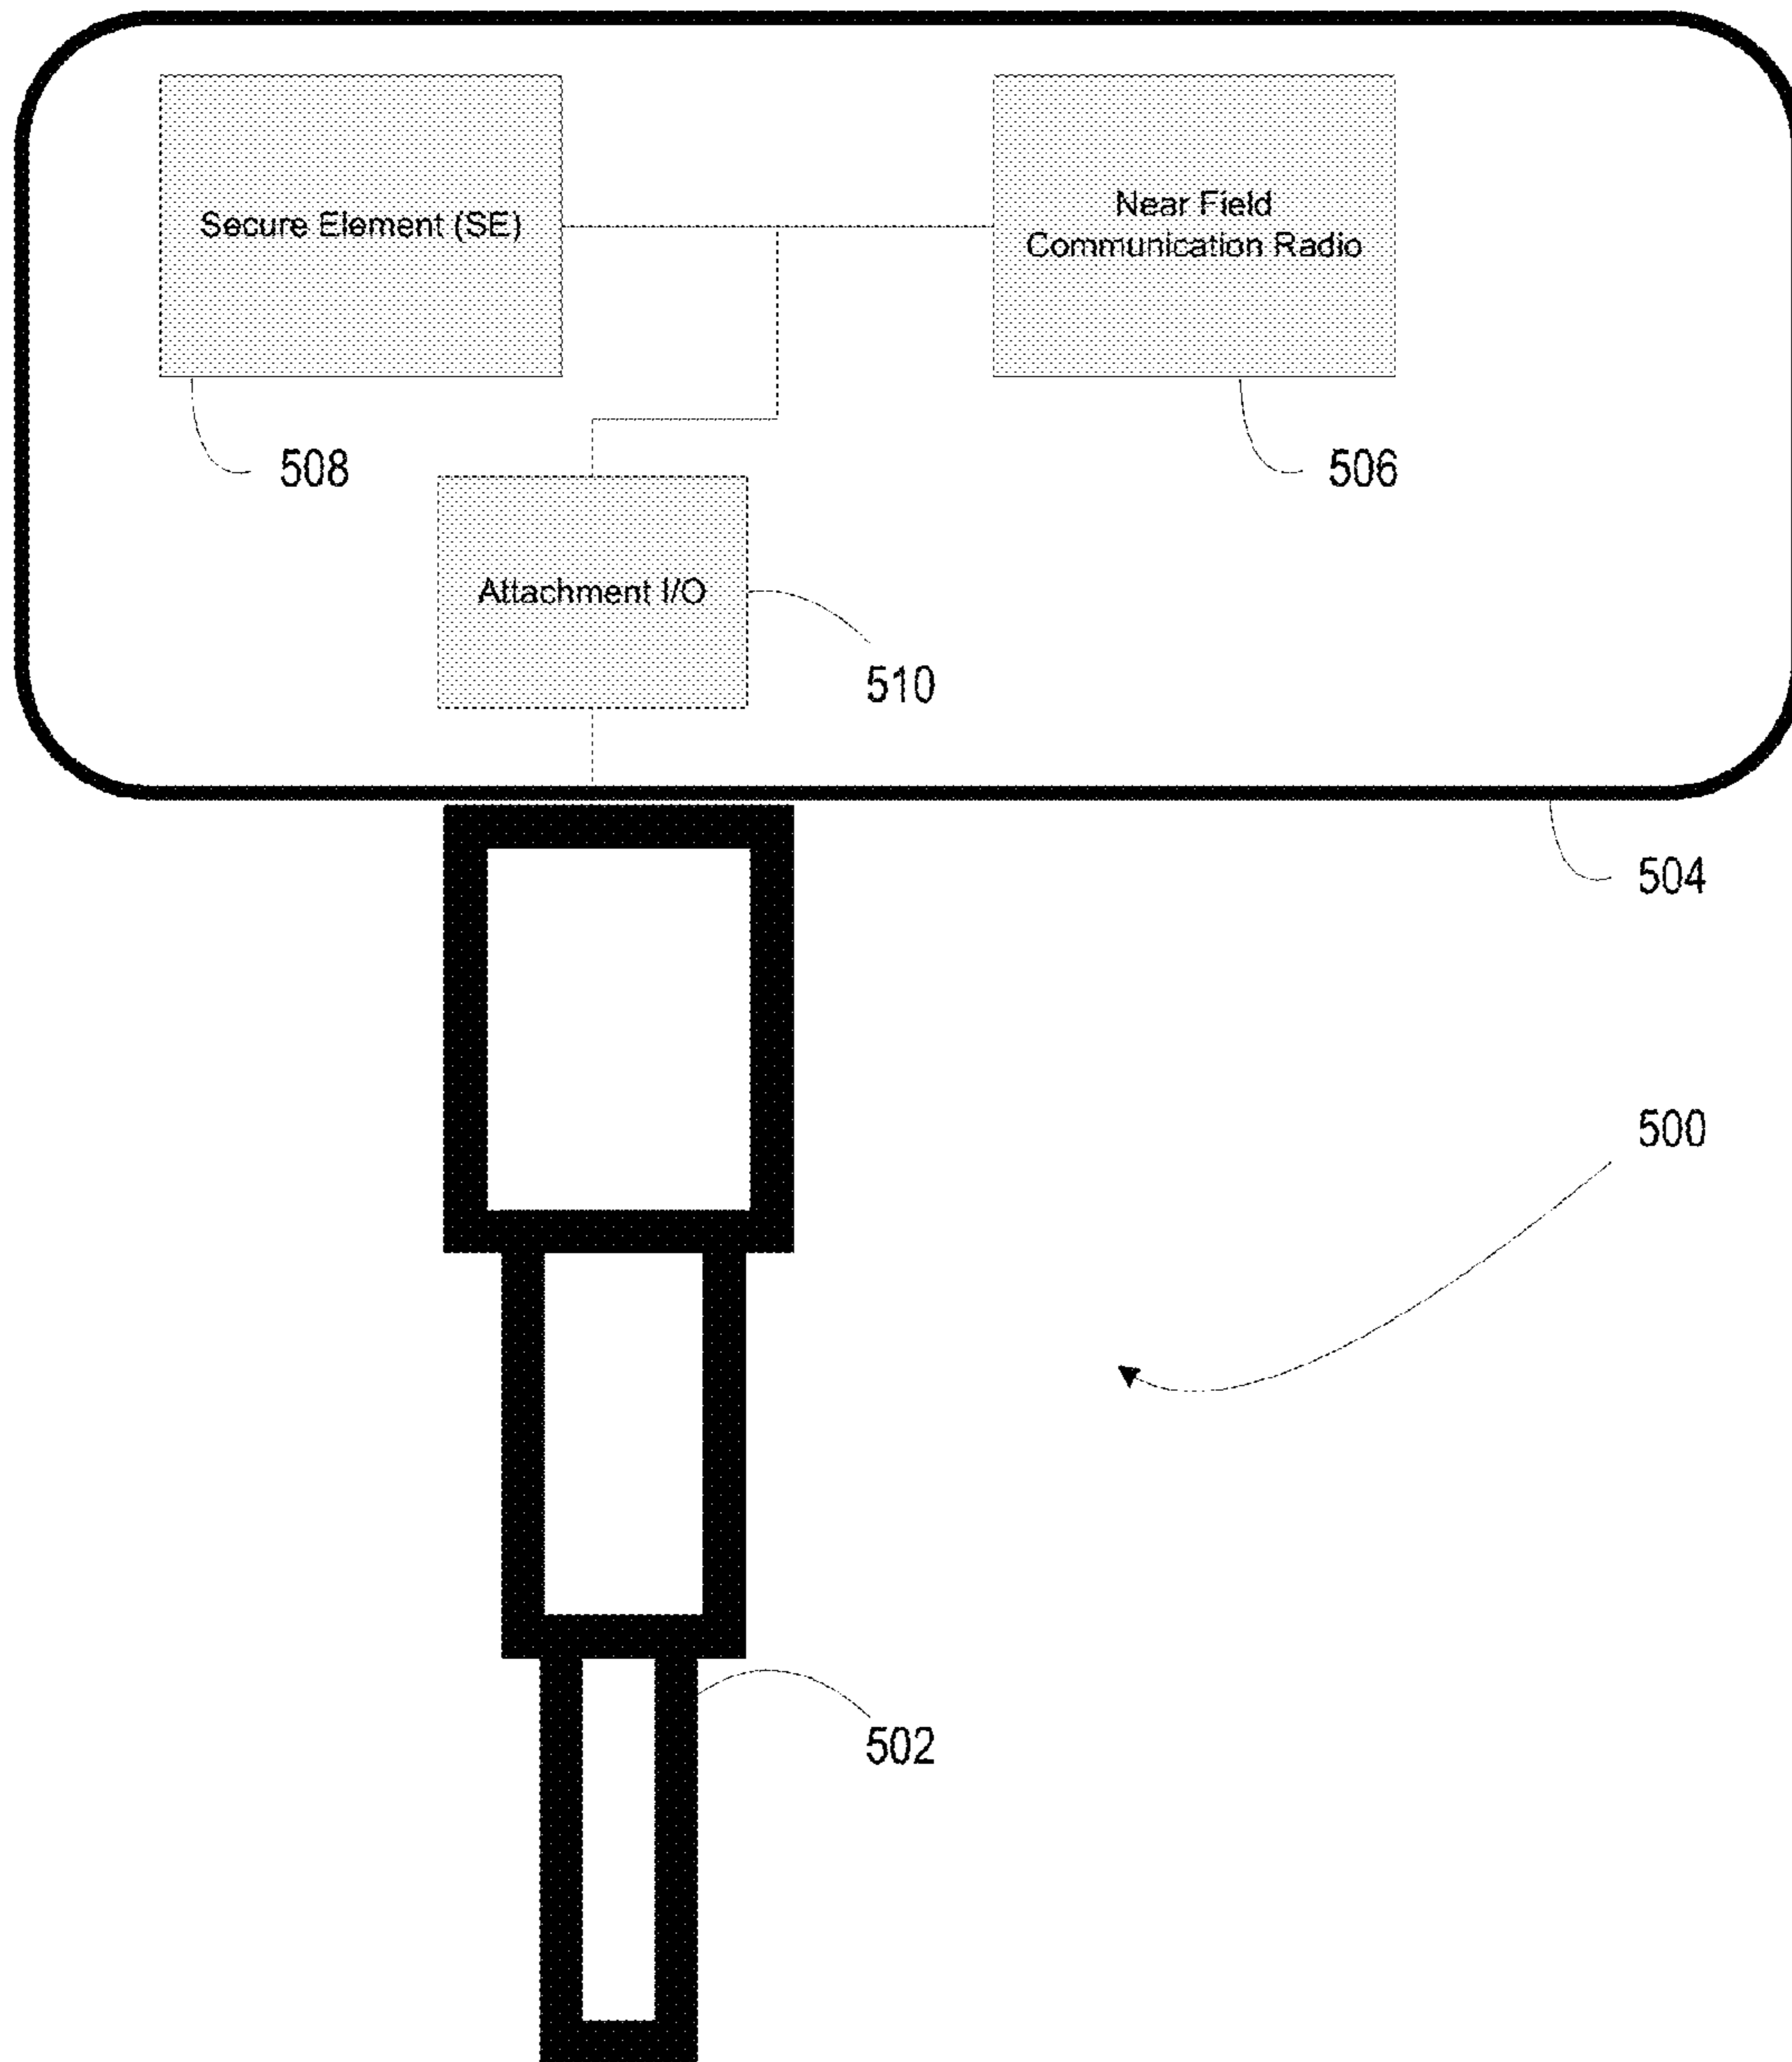 Secure Element (SE)
Near Field
Communication Radio
508
506
Attachment I/O
510
504
500
502